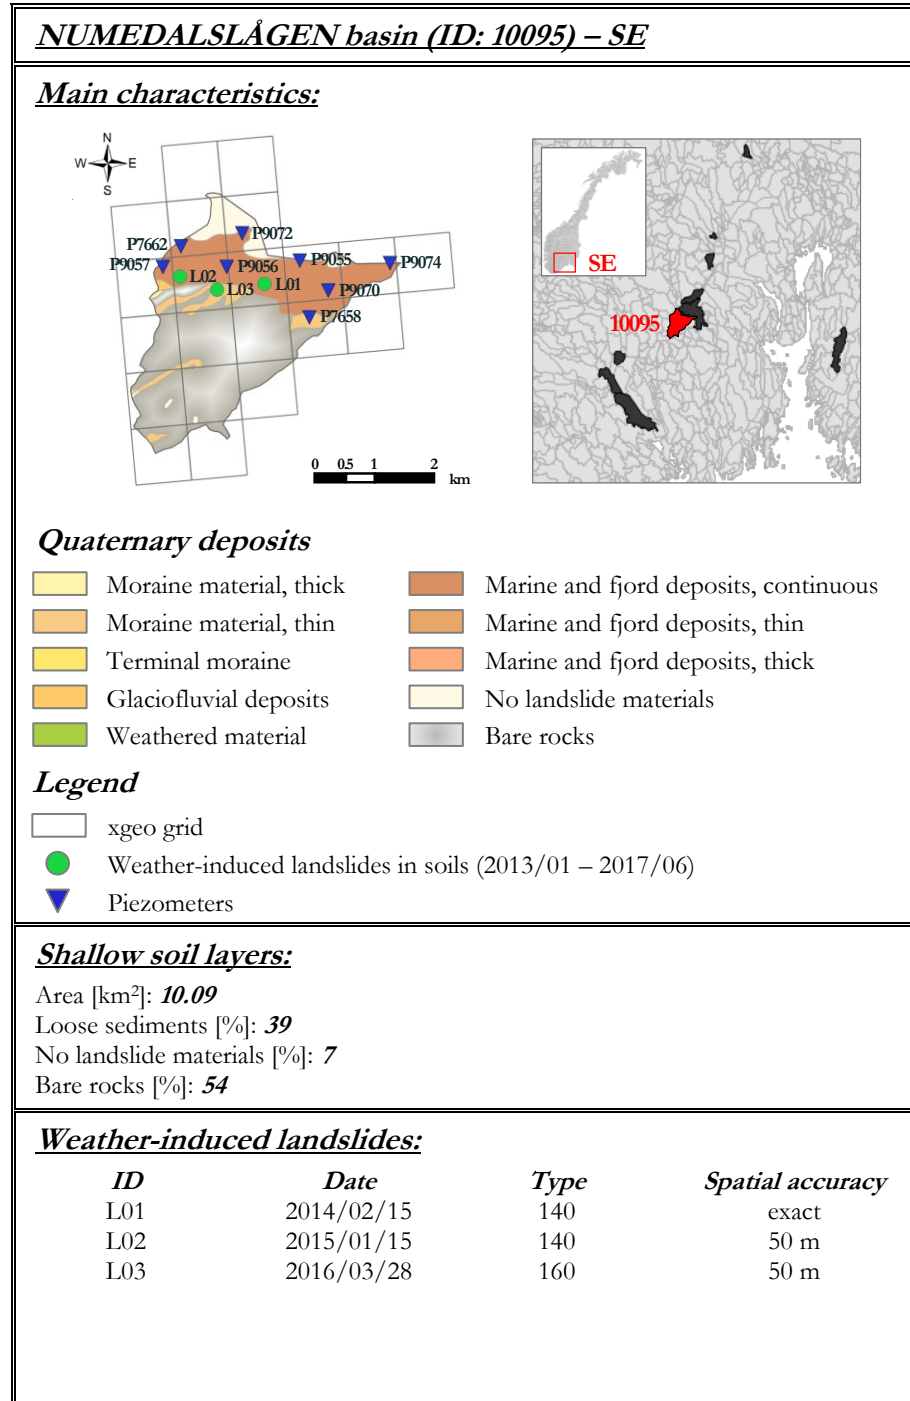 NUMEDALSLÅGEN basin (ID: 10095) – SE
Main characteristics:
N
W E
S
P7662
P9072
P9057
L02
P9056
P9055
P9074
L03
L01
P9070
P7658
0 0.5 1 2
km
SE
10095
Quaternary deposits
Moraine material, thick
Marine and fjord deposits, continuous
Moraine material, thin
Marine and fjord deposits, thin
Terminal moraine
Marine and fjord deposits, thick
Glaciofluvial deposits
No landslide materials
Weathered material
Bare rocks
Legend
xgeo grid
Weather-induced landslides in soils (2013/01 – 2017/06)
Piezometers
Shallow soil layers:
Area [km²]: 10.09
Loose sediments [%]: 39
No landslide materials [%]: 7
Bare rocks [%]: 54
Weather-induced landslides:
ID Date Type Spatial accuracy
L01 2014/02/15 140 exact
L02 2015/01/15 140 50 m
L03 2016/03/28 160 50 m